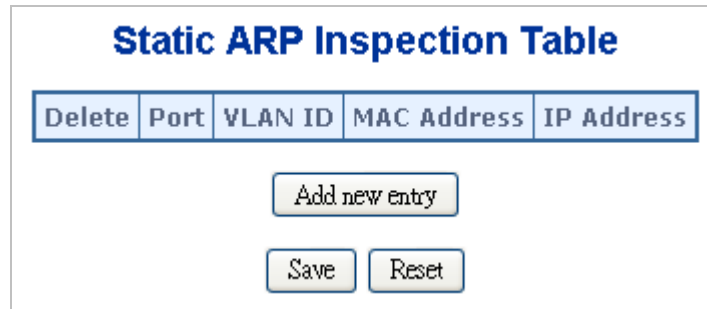 Static ARP Inspection Table
Delete Port VLAN ID MAC Address IP Address
Add new entry
Save Reset